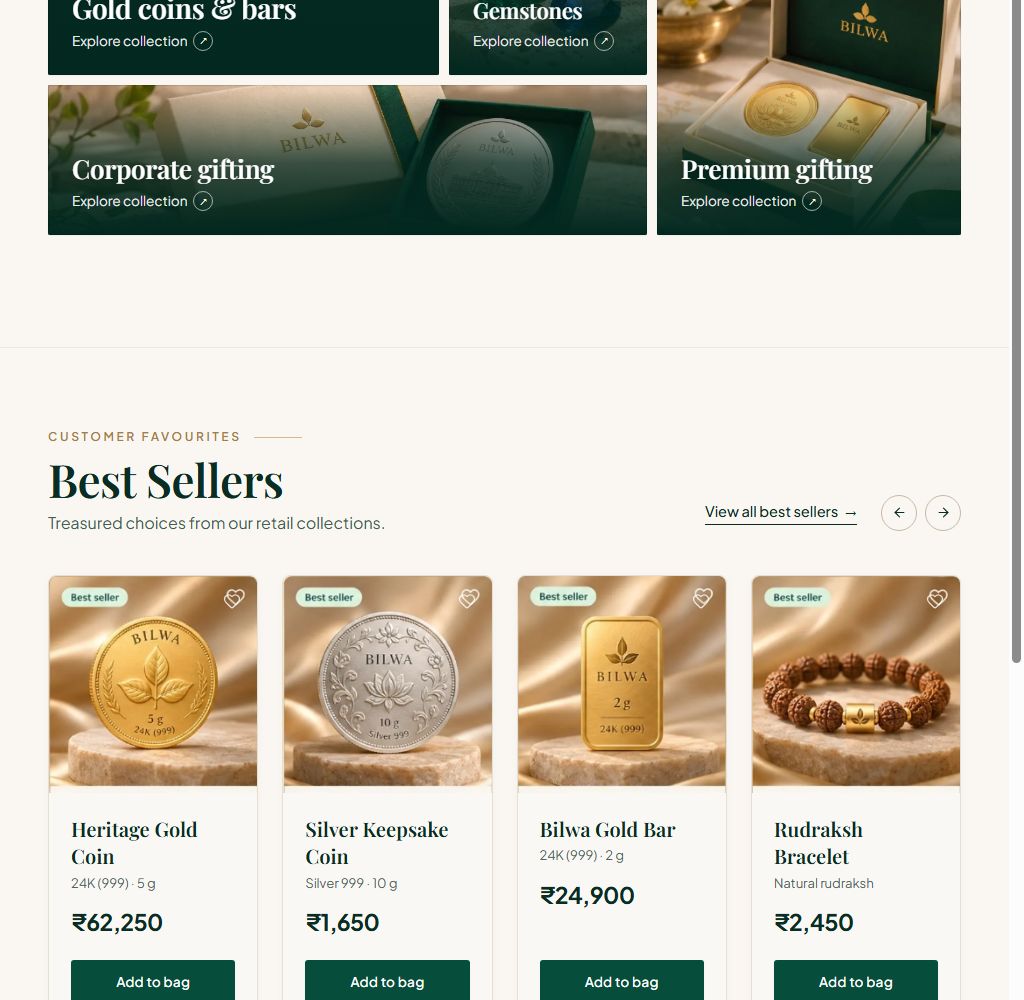 Gold coins & bars
Explore collection ↗
Gemstones
Explore collection ↗
BILWA
BILWA
BILWA
BILWA
BILWA
Corporate gifting
Explore collection ↗
Premium gifting
Explore collection ↗
CUSTOMER FAVOURITES
Best Sellers
Treasured choices from our retail collections.
View all best sellers →
← →
Best seller
BILWA
5 g
24K (999)
Heritage Gold
Coin
24K (999) · 5 g
₹62,250
Add to bag
Best seller
BILWA
10 g
Silver 999
Silver Keepsake
Coin
Silver 999 · 10 g
₹1,650
Add to bag
Best seller
BILWA
2 g
24K (999)
Bilwa Gold Bar
24K (999) · 2 g
₹24,900
Add to bag
Best seller
Rudraksh
Bracelet
Natural rudraksh
₹2,450
Add to bag